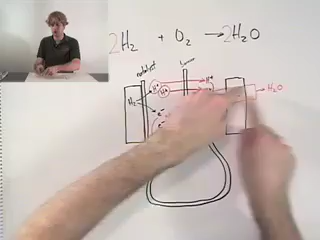 2H₂ + O₂ → 2H₂O
catalyst
H⁺ H⁺
H₂
H₂O
e⁻